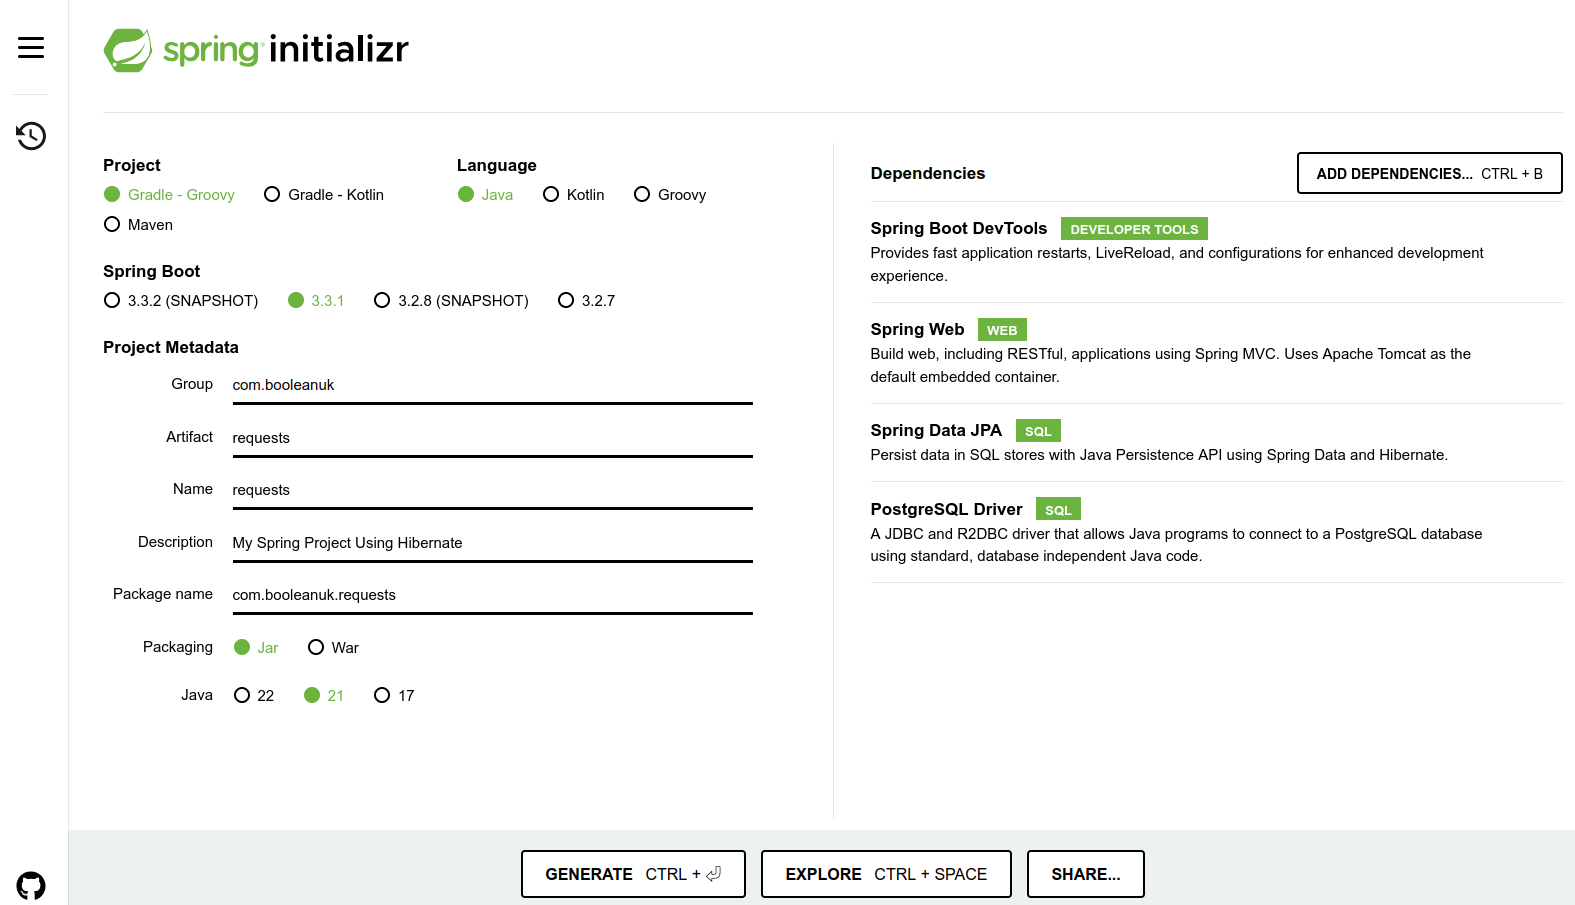 spring initializr
Project
Gradle - Groovy Gradle - Kotlin
Maven
Language
Java Kotlin Groovy
Spring Boot
3.3.2 (SNAPSHOT) 3.3.1 3.2.8 (SNAPSHOT) 3.2.7
Project Metadata
Group com.booleanuk
Artifact requests
Name requests
Description My Spring Project Using Hibernate
Package name com.booleanuk.requests
Packaging Jar War
Java 22 21 17
Dependencies ADD DEPENDENCIES... CTRL + B
Spring Boot DevTools DEVELOPER TOOLS
Provides fast application restarts, LiveReload, and configurations for enhanced development
experience.
Spring Web WEB
Build web, including RESTful, applications using Spring MVC. Uses Apache Tomcat as the
default embedded container.
Spring Data JPA SQL
Persist data in SQL stores with Java Persistence API using Spring Data and Hibernate.
PostgreSQL Driver SQL
A JDBC and R2DBC driver that allows Java programs to connect to a PostgreSQL database
using standard, database independent Java code.
GENERATE CTRL + ⏎ EXPLORE CTRL + SPACE SHARE...